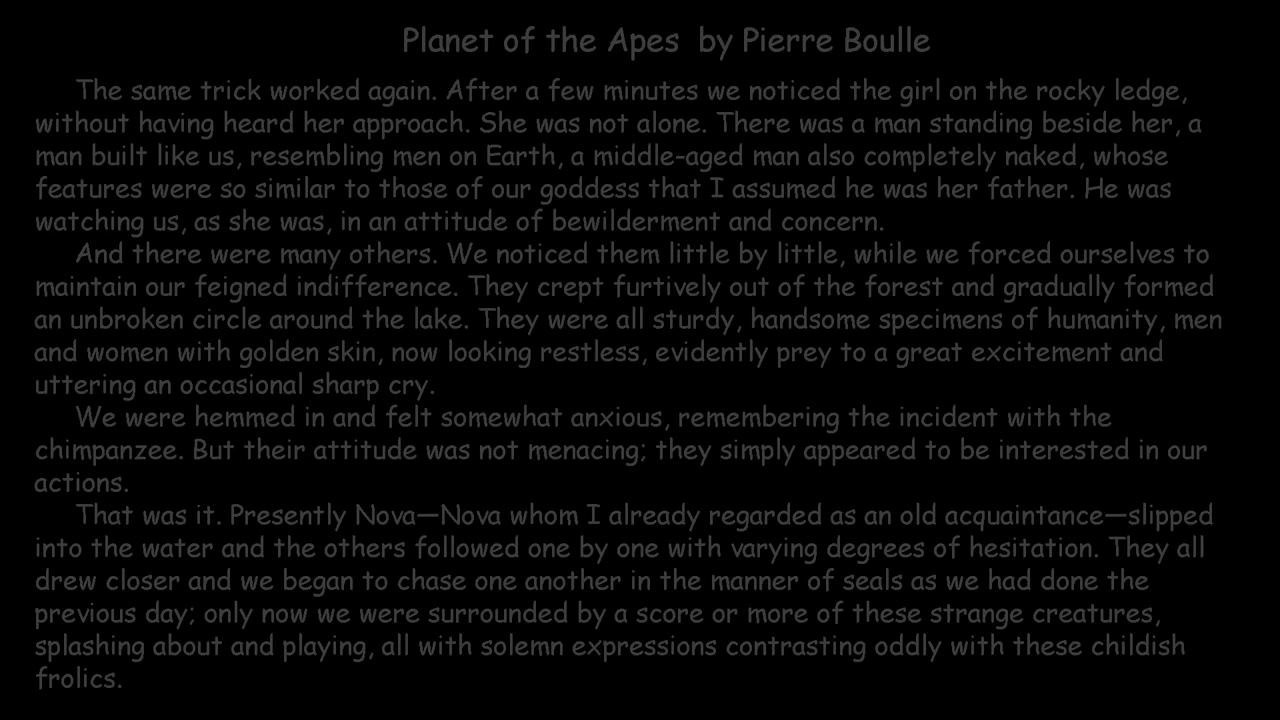 Planet of the Apes  by Pierre Boulle
The same trick worked again. After a few minutes we noticed the girl on the rocky ledge,
without having heard her approach. She was not alone. There was a man standing beside her, a
man built like us, resembling men on Earth, a middle-aged man also completely naked, whose
features were so similar to those of our goddess that I assumed he was her father. He was
watching us, as she was, in an attitude of bewilderment and concern.
And there were many others. We noticed them little by little, while we forced ourselves to
maintain our feigned indifference. They crept furtively out of the forest and gradually formed
an unbroken circle around the lake. They were all sturdy, handsome specimens of humanity, men
and women with golden skin, now looking restless, evidently prey to a great excitement and
uttering an occasional sharp cry.
We were hemmed in and felt somewhat anxious, remembering the incident with the
chimpanzee. But their attitude was not menacing; they simply appeared to be interested in our
actions.
That was it. Presently Nova—Nova whom I already regarded as an old acquaintance—slipped
into the water and the others followed one by one with varying degrees of hesitation. They all
drew closer and we began to chase one another in the manner of seals as we had done the
previous day; only now we were surrounded by a score or more of these strange creatures,
splashing about and playing, all with solemn expressions contrasting oddly with these childish
frolics.